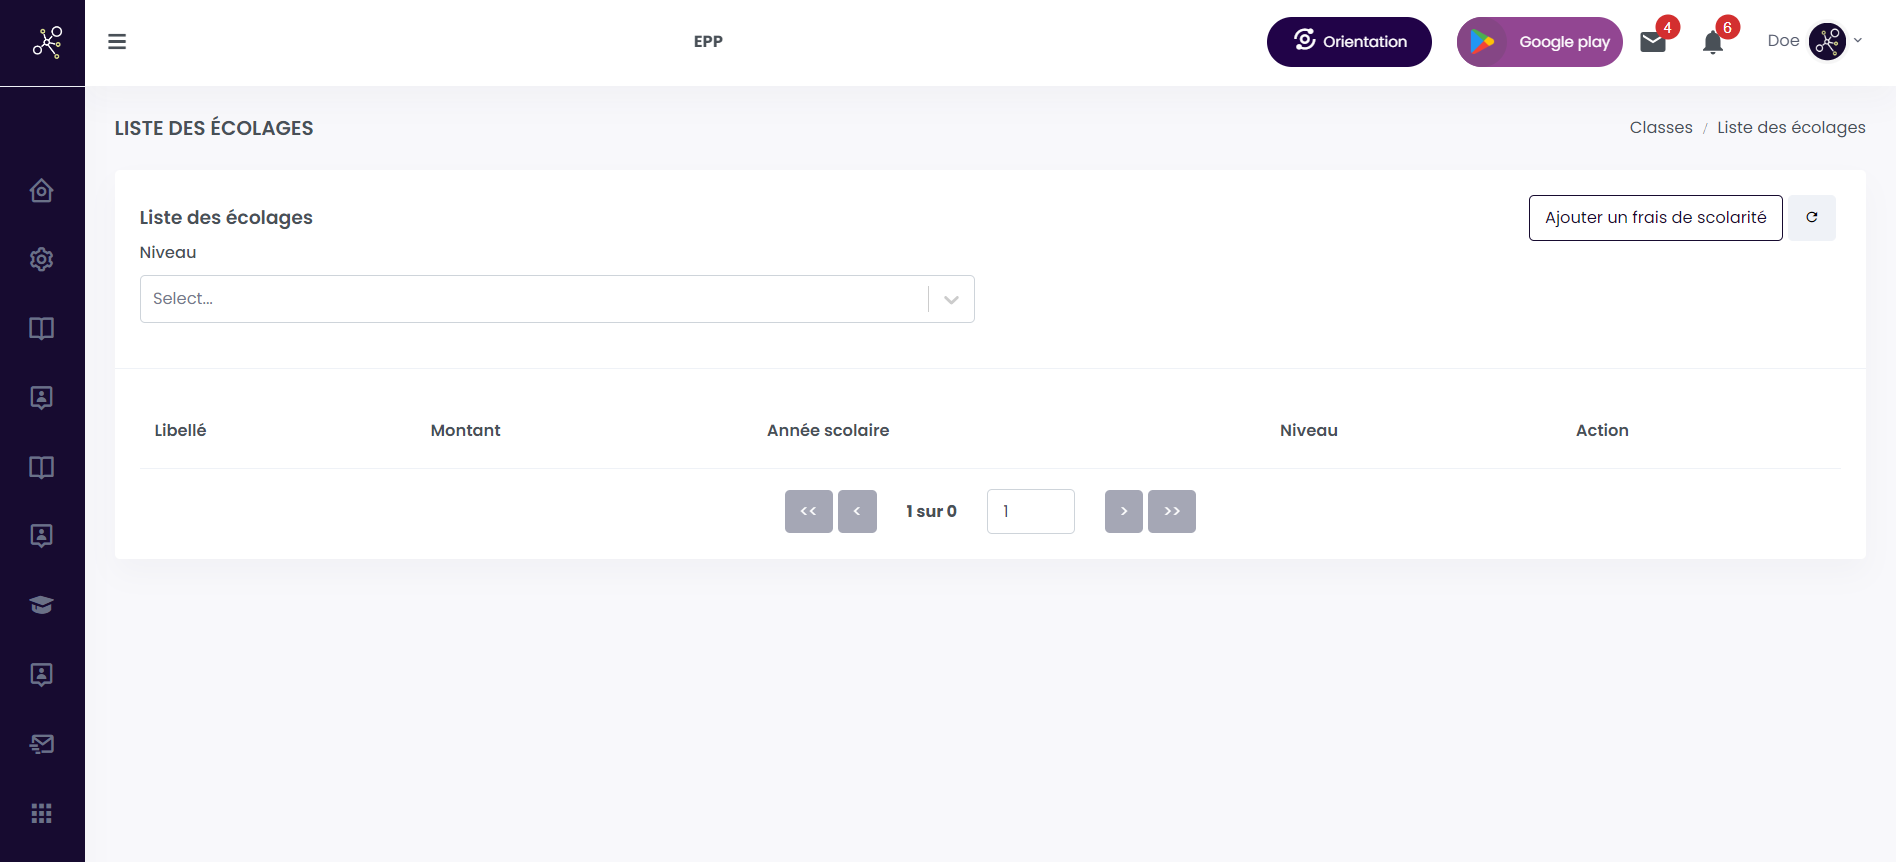 EPP
Orientation
Google play
4
6
Doe
LISTE DES ÉCOLAGES
Classes / Liste des écolages
Liste des écolages
Ajouter un frais de scolarité
Niveau
Select...
Libellé Montant Année scolaire Niveau Action
<< < 1 sur 0 1 > >>